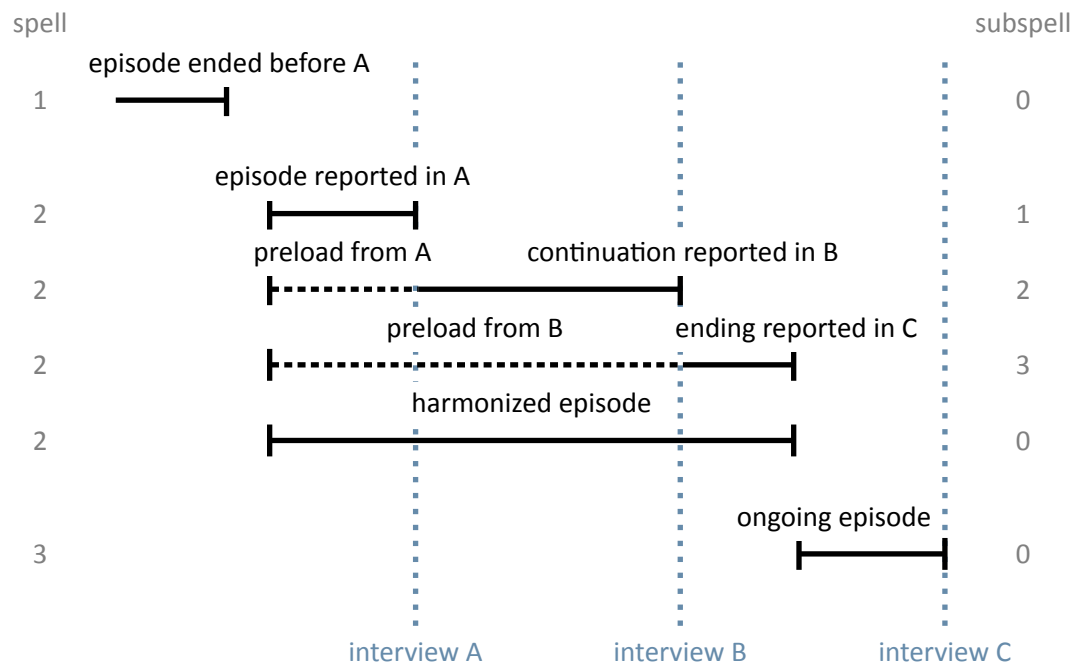 spell subspell
episode ended before A
1 0
episode reported in A
2 1
preload from A continuation reported in B
2 2
preload from B ending reported in C
2 3
harmonized episode
2 0
ongoing episode
3 0
interview A interview B interview C